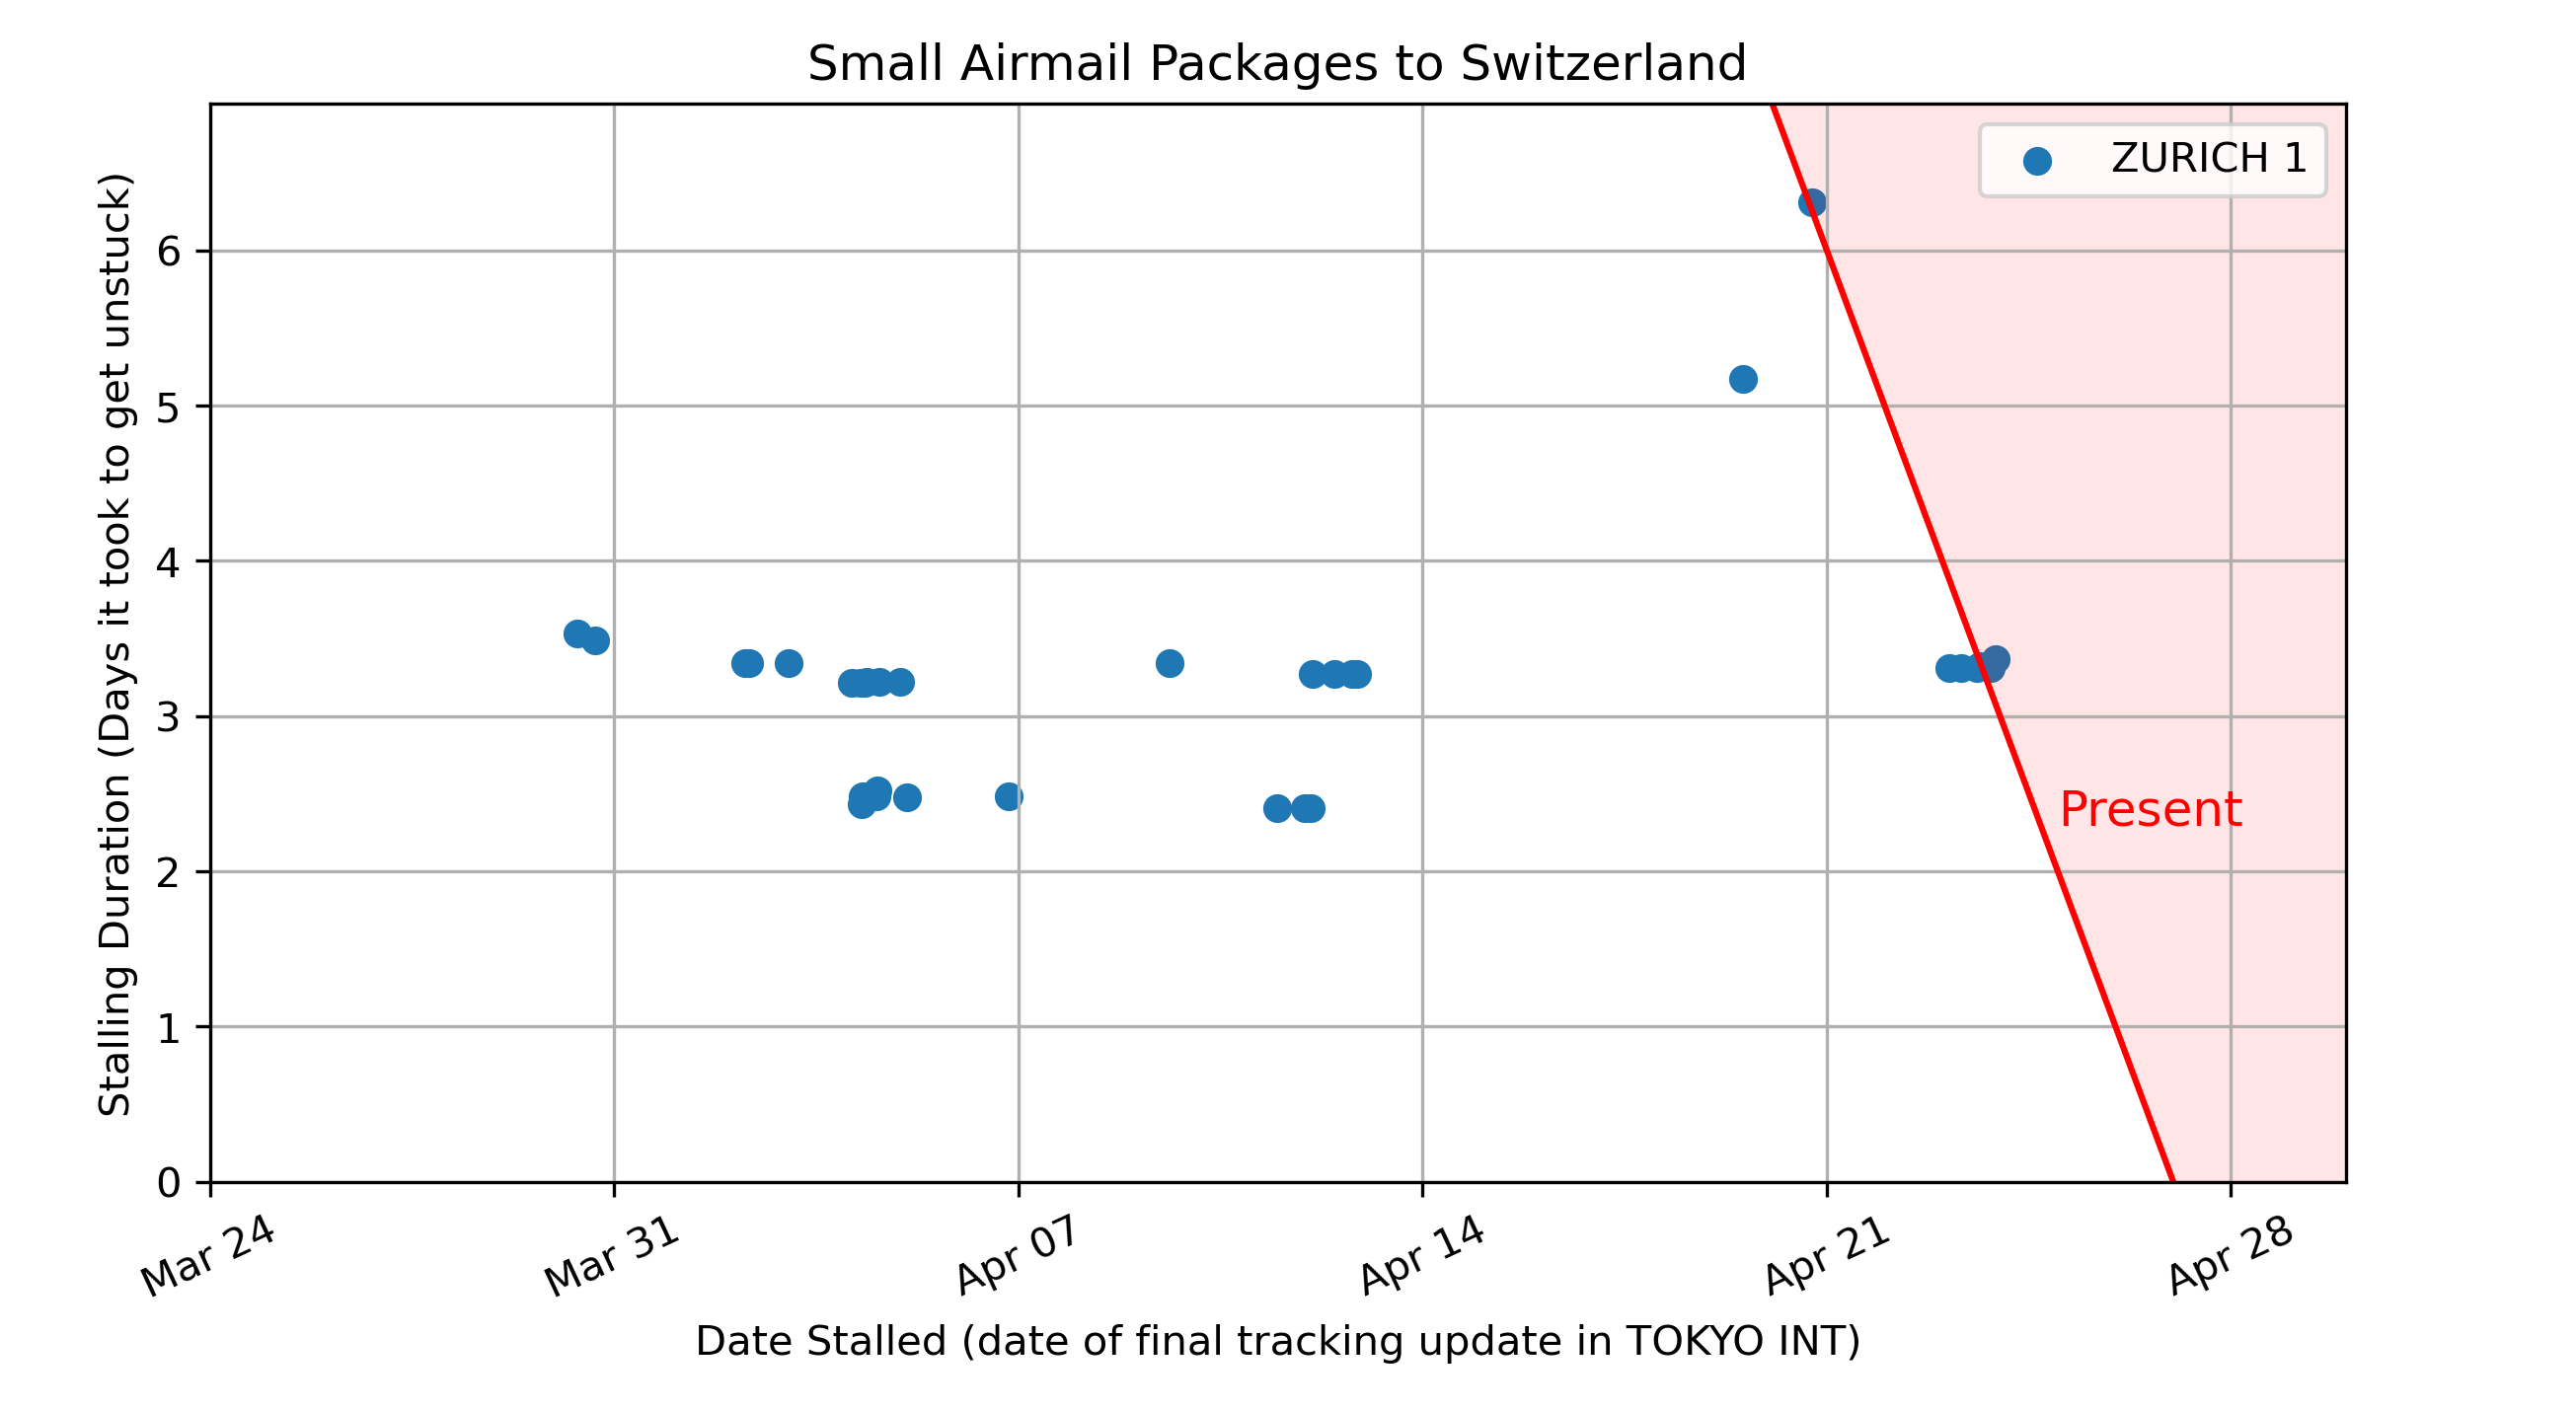 Small Airmail Packages to Switzerland
ZURICH 1
Stalling Duration (Days it took to get unstuck)
6
5
4
3
2
1
0
Present
Mar 24
Mar 31
Apr 07
Apr 14
Apr 21
Apr 28
Date Stalled (date of final tracking update in TOKYO INT)